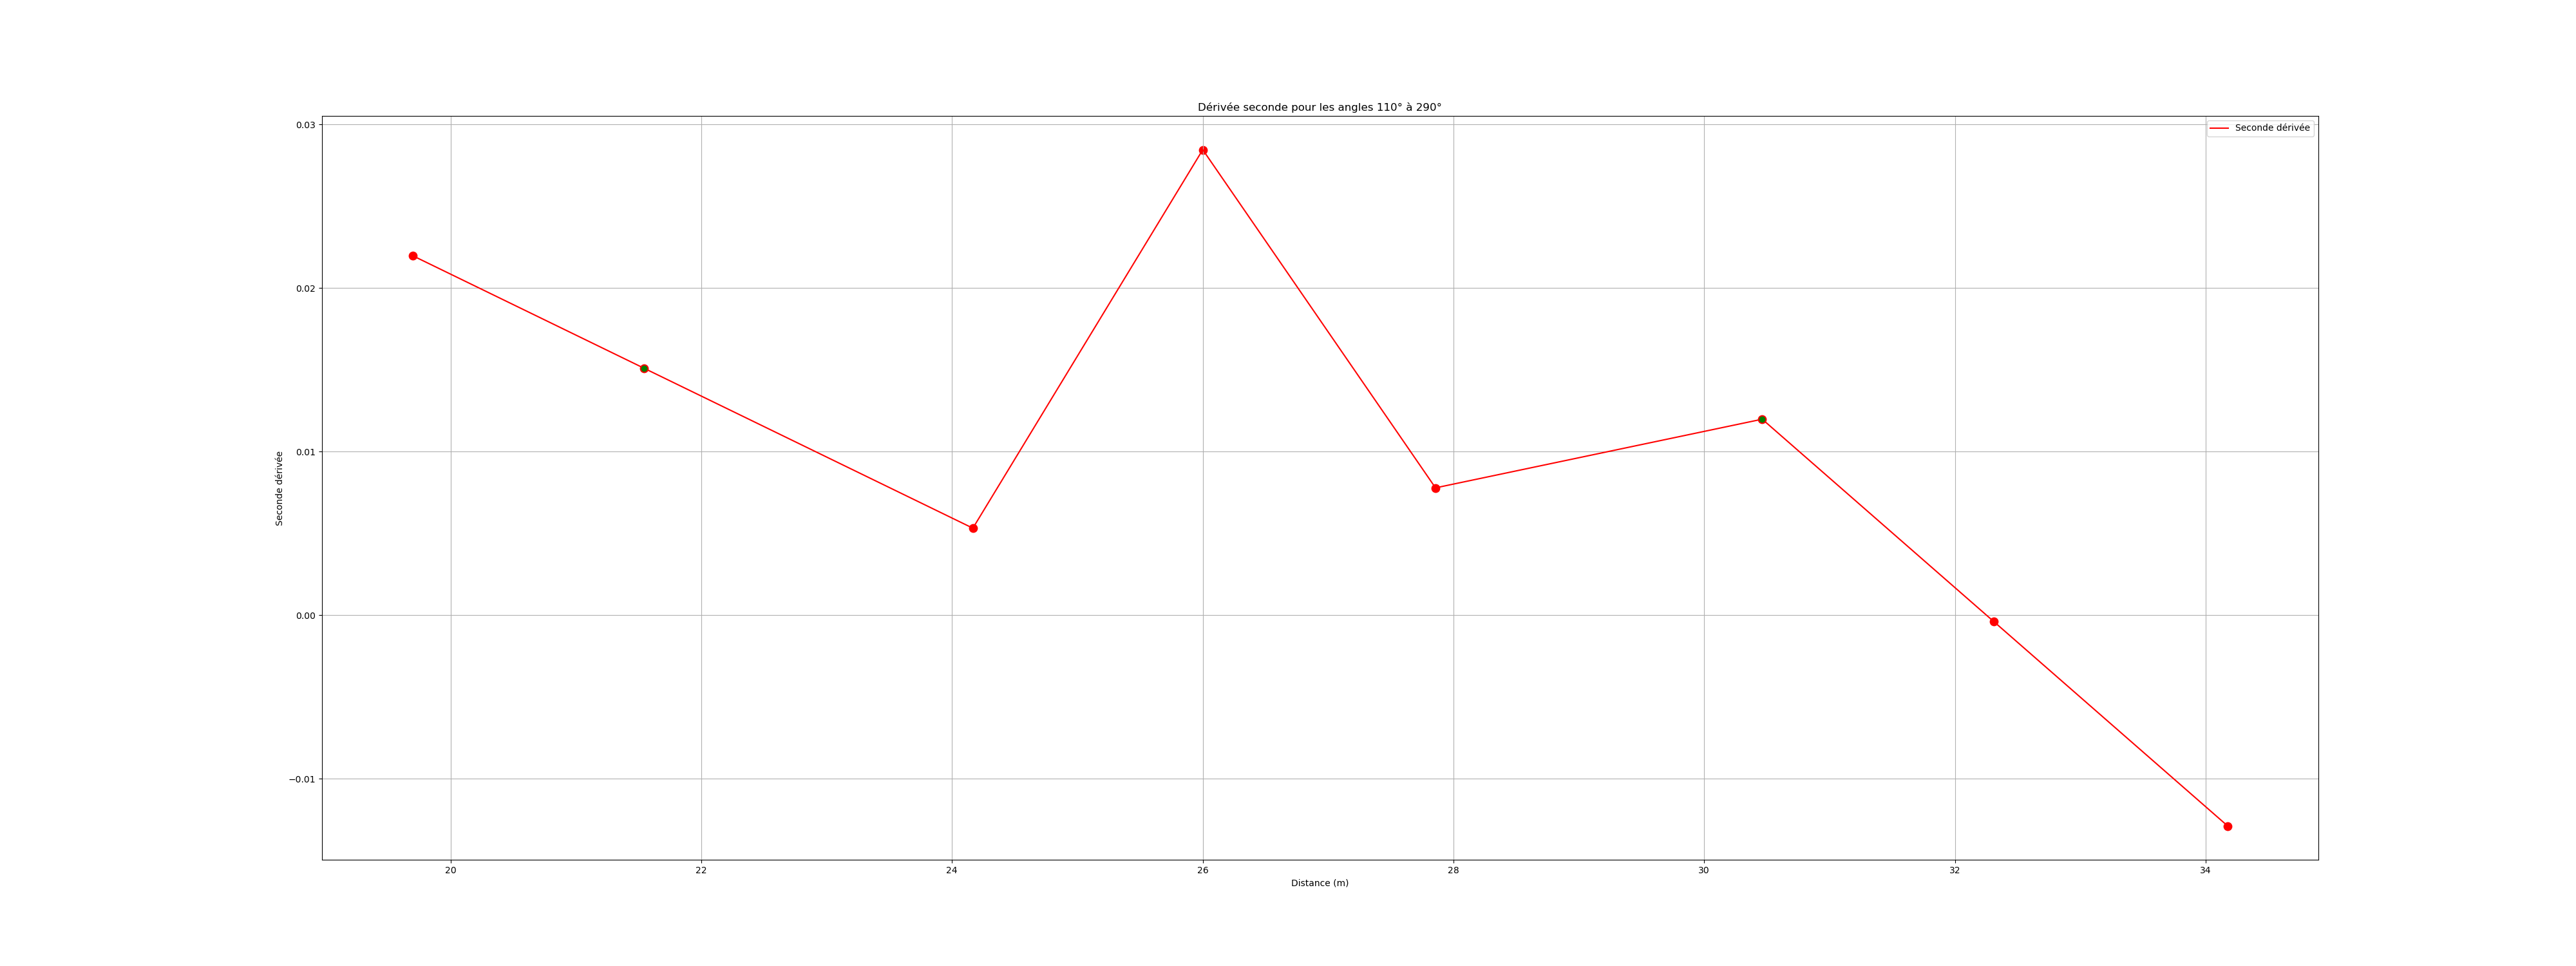 Dérivée seconde pour les angles 110° à 290°
Seconde dérivée
0.03
0.02
0.01
0.00
−0.01
Seconde dérivée
20 22 24 26 28 30 32 34
Distance (m)